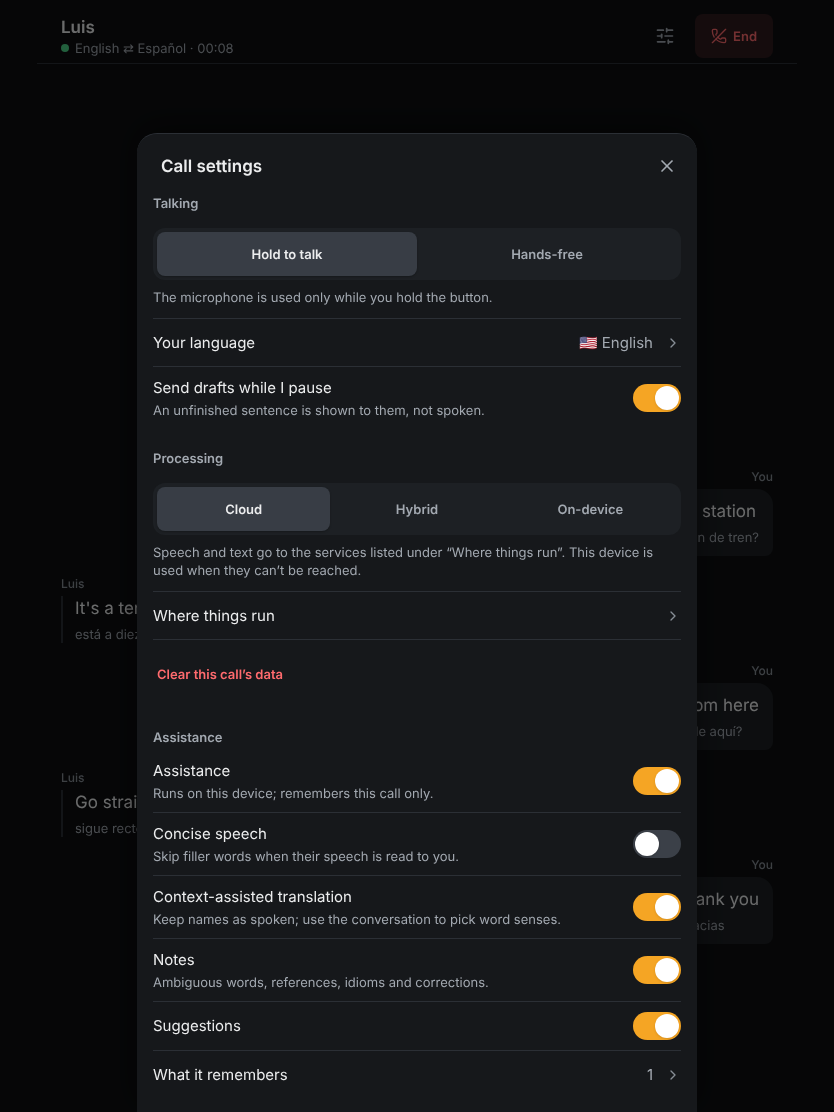 Luis
English ⇄ Español · 00:08
End
Call settings
Talking
Hold to talk
Hands-free
The microphone is used only while you hold the button.
Your language
English
Send drafts while I pause
An unfinished sentence is shown to them, not spoken.
Processing
Cloud
Hybrid
On-device
Speech and text go to the services listed under “Where things run”. This device is
used when they can’t be reached.
Where things run
Clear this call’s data
Assistance
Assistance
Runs on this device; remembers this call only.
Concise speech
Skip filler words when their speech is read to you.
Context-assisted translation
Keep names as spoken; use the conversation to pick word senses.
Notes
Ambiguous words, references, idioms and corrections.
Suggestions
What it remembers
1
You
station
de tren?
Luis
It's a
está a
You
here
aquí?
Luis
Go
sigue
You
you